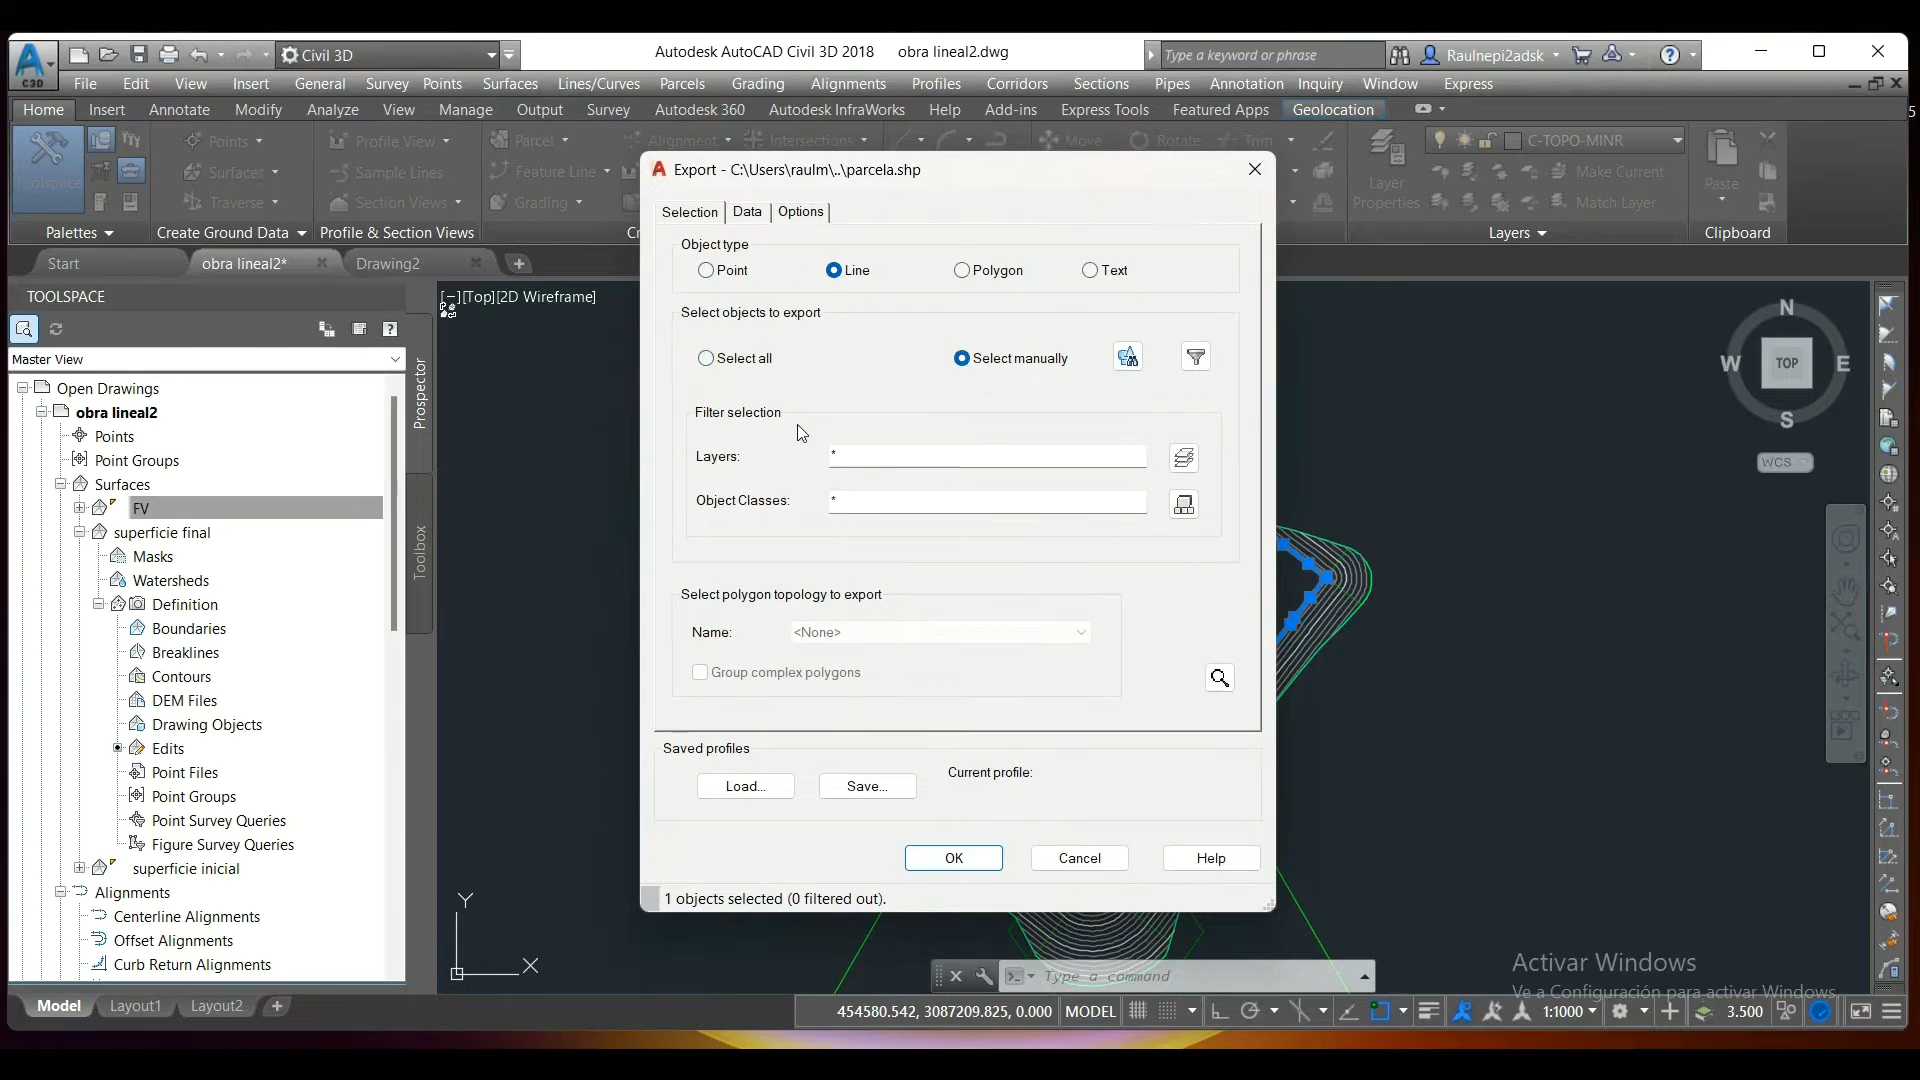 Civil 3D
Autodesk AutoCAD Civil 3D 2018 obra lineal2.dwg
Type a keyword or phrase
Raulnepi2adsk
C3D
File Edit View Insert General Survey Points Surfaces Lines/Curves Parcels Grading Alignments Profiles Corridors Sections Pipes Annotation Inquiry Window Express
Home Insert Annotate Modify Analyze View Manage Output Survey Autodesk 360 Autodesk InfraWorks Help Add-ins Express Tools Featured Apps Geolocation
5
Points Profile View Parcel Alignment Intersections Move Rotate Trim C-TOPO-MINR
Toolspace Surfaces Sample Lines Feature Line Layer Properties Make Current Paste
Traverse Section Views Grading Match Layer
Palettes Create Ground Data Profile & Section Views Layers Clipboard
Start obra lineal2* Drawing2
TOOLSPACE
Master View
Open Drawings
obra lineal2
Points
Point Groups
Surfaces
FV
superficie final
Masks
Watersheds
Definition
Boundaries
Breaklines
Contours
DEM Files
Drawing Objects
Edits
Point Files
Point Groups
Point Survey Queries
Figure Survey Queries
superficie inicial
Alignments
Centerline Alignments
Offset Alignments
Curb Return Alignments
Prospector
Toolbox
[−][Top][2D Wireframe]
Export - C:\Users\raulm\..\parcela.shp
Selection Data Options
Object type
Point Line Polygon Text
Select objects to export
Select all Select manually
Filter selection
Layers: *
Object Classes: *
Select polygon topology to export
Name: <None>
Group complex polygons
Saved profiles
Load... Save... Current profile:
OK Cancel Help
1 objects selected (0 filtered out).
N
W TOP E
S
WCS
Y
X
Type a command
Activar Windows
Ve a Configuración para activar Windows.
Model Layout1 Layout2
454580.542, 3087209.825, 0.000 MODEL 1:1000 3.500